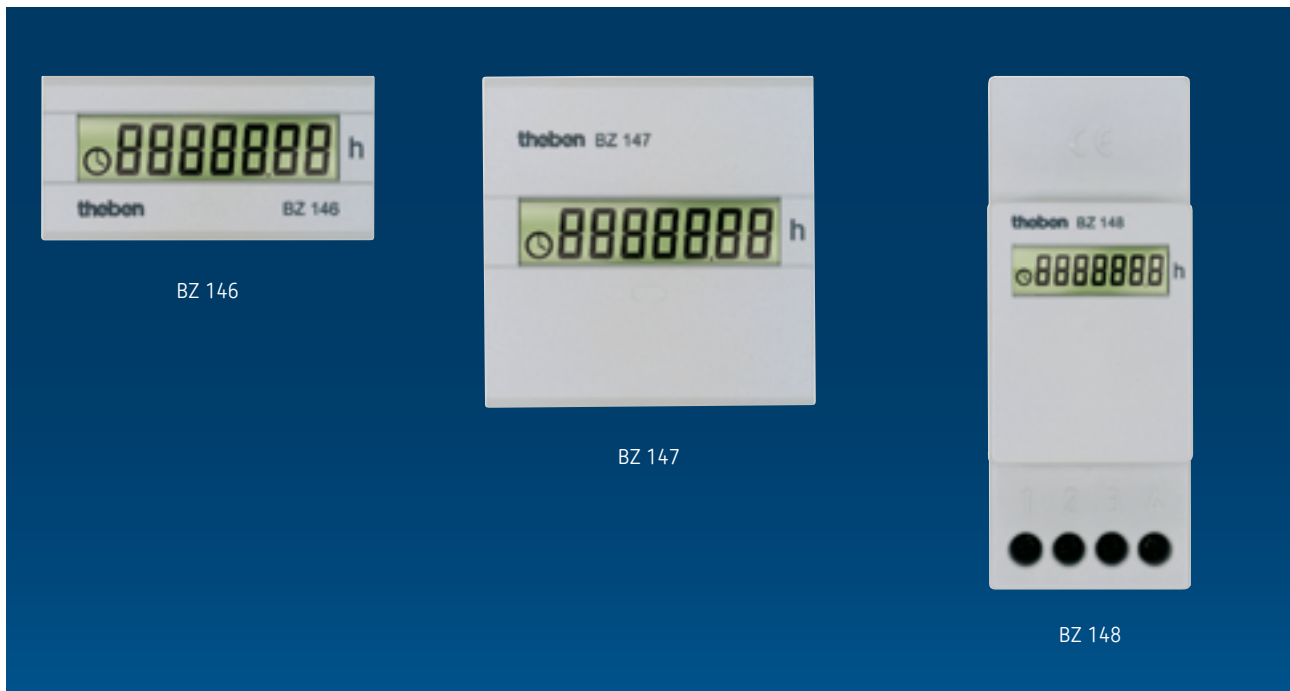 8888888 h
theben BZ 146
BZ 146
theben BZ 147
8888888 h
BZ 147
CE
theben BZ 148
8888888 h
1 2 3 4
BZ 148